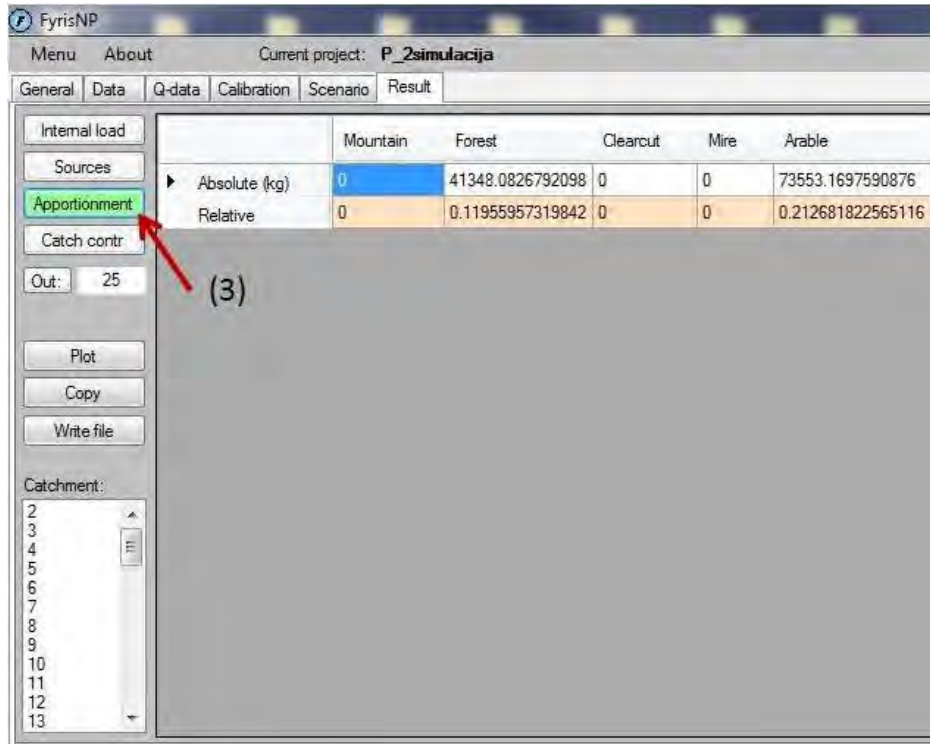 FyrisNP
Menu About Current project: P_2simulacija
General Data Q-data Calibration Scenario Result
Internal load
Sources
Apportionment
Catch contr
Out: 25
Plot
Copy
Write file
Catchment:
2
3
4
5
6
7
8
9
10
11
12
13
Mountain Forest Clearcut Mire Arable
Absolute (kg) 0 41348.0826792098 0 0 73553.1697590876
Relative 0 0.11955957319842 0 0 0.212681822565116
(3)